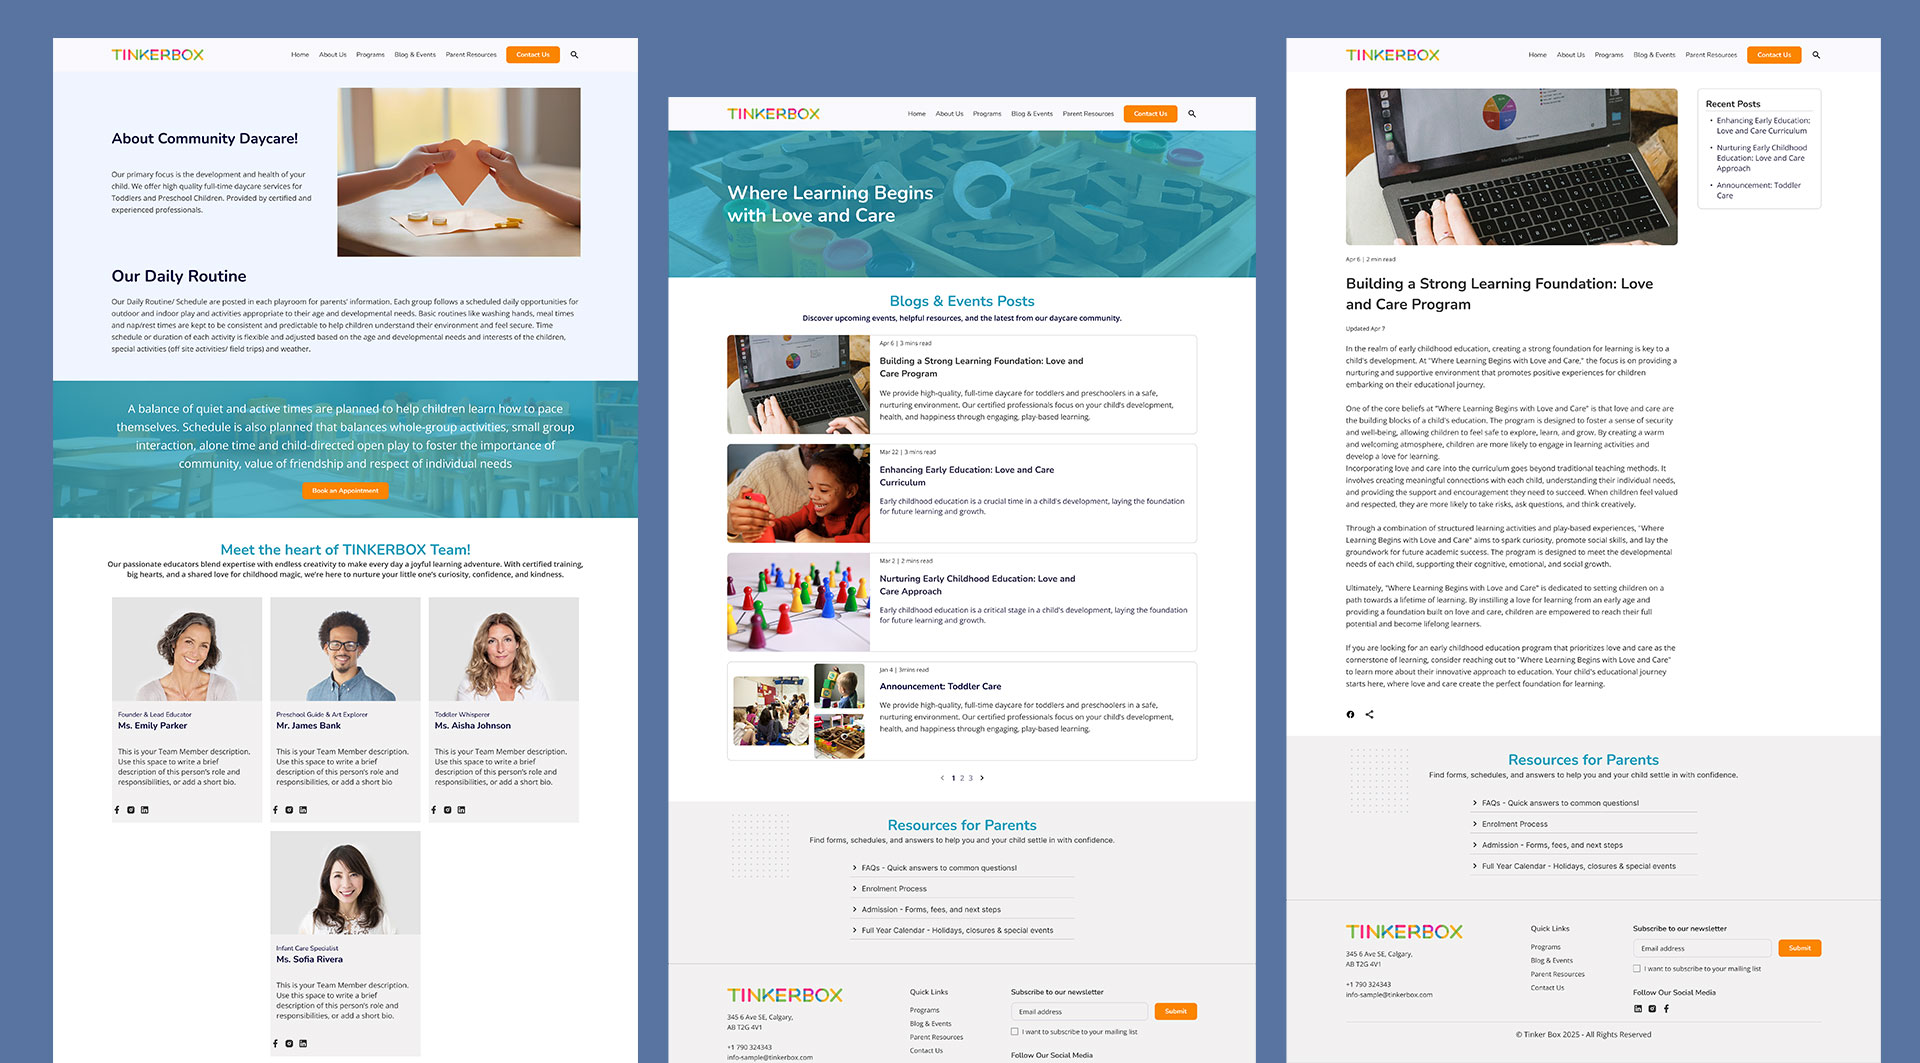 TINKERBOX
Home About Us Programs Blog & Events Parent Resources Contact Us
About Community Daycare!
Our primary focus is the development and health of your
child. We offer high quality full-time daycare services for
Toddlers and Preschool Children. Provided by certified and
experienced professionals.
Our Daily Routine
Our Daily Routine/ Schedule are posted in each playroom for parents' information. Each group follows a scheduled daily opportunities for
outdoor and indoor play and activities appropriate to their age and developmental needs. Basic routines like washing hands, meal times
and nap/rest times are kept to be consistent and predictable to help children understand their environment and feel secure. Time
schedule or duration of each activity is flexible and adjusted based on the age and developmental needs and interests of the children,
special activities (off site activities/ field trips) and weather.
A balance of quiet and active times are planned to help children learn how to pace
themselves. Schedule is also planned that balances whole-group activities, small group
interaction, alone time and child-directed open play to foster the importance of
community, value of friendship and respect of individual needs
Book an Appointment
Meet the heart of TINKERBOX Team!
Our passionate educators blend expertise with endless creativity to make every day a joyful learning adventure. With certified training,
big hearts, and a shared love for childhood magic, we're here to nurture your little one's curiosity, confidence, and kindness.
Founder & Lead Educator
Ms. Emily Parker
This is your Team Member description.
Use this space to write a brief
description of this person's role and
responsibilities, or add a short bio.
Preschool Guide & Art Explorer
Mr. James Bank
This is your Team Member description.
Use this space to write a brief
description of this person's role and
responsibilities, or add a short bio
Toddler Whisperer
Ms. Aisha Johnson
This is your Team Member description.
Use this space to write a brief
description of this person's role and
responsibilities, or add a short bio.
Infant Care Specialist
Ms. Sofia Rivera
This is your Team Member description.
Use this space to write a brief
description of this person's role and
responsibilities, or add a short bio.
TINKERBOX
Home About Us Programs Blog & Events Parent Resources Contact Us
Where Learning Begins
with Love and Care
Blogs & Events Posts
Discover upcoming events, helpful resources, and the latest from our daycare community.
Apr 6 | 3 mins read
Building a Strong Learning Foundation: Love and
Care Program
We provide high-quality, full-time daycare for toddlers and preschoolers in a safe,
nurturing environment. Our certified professionals focus on your child's development,
health, and happiness through engaging, play-based learning.
Mar 22 | 3 mins read
Enhancing Early Education: Love and Care
Curriculum
Early childhood education is a crucial time in a child's development, laying the foundation
for future learning and growth.
Mar 2 | 2 mins read
Nurturing Early Childhood Education: Love and
Care Approach
Early childhood education is a critical stage in a child's development, laying the foundation
for future learning and growth.
Jan 4 | 3mins read
Announcement: Toddler Care
We provide high-quality, full-time daycare for toddlers and preschoolers in a safe,
nurturing environment. Our certified professionals focus on your child's development,
health, and happiness through engaging, play-based learning.
< 1 2 3 >
Resources for Parents
Find forms, schedules, and answers to help you and your child settle in with confidence.
FAQs - Quick answers to common questions!
Enrolment Process
Admission - Forms, fees, and next steps
Full Year Calendar - Holidays, closures & special events
TINKERBOX
345 6 Ave SE, Calgary,
AB T2G 4V1
+1 790 324343
info-sample@tinkerbox.com
Quick Links
Programs
Blog & Events
Parent Resources
Contact Us
Subscribe to our newsletter
Email address Submit
I want to subscribe to your mailing list
Follow Our Social Media
TINKERBOX
Home About Us Programs Blog & Events Parent Resources Contact Us
MacBook Pro
Recent Posts
• Enhancing Early Education:
Love and Care Curriculum
• Nurturing Early Childhood
Education: Love and Care
Approach
• Announcement: Toddler
Care
Apr 6 | 2 min read
Building a Strong Learning Foundation: Love
and Care Program
Updated Apr 7
In the realm of early childhood education, creating a strong foundation for learning is key to a
child's development. At "Where Learning Begins with Love and Care," the focus is on providing a
nurturing and supportive environment that promotes positive experiences for children
embarking on their educational journey.
One of the core beliefs at "Where Learning Begins with Love and Care" is that love and care are
the building blocks of a child's education. The program is designed to foster a sense of security
and well-being, allowing children to feel safe to explore, learn, and grow. By creating a warm
and welcoming atmosphere, children are more likely to engage in learning activities and
develop a love for learning.
Incorporating love and care into the curriculum goes beyond traditional teaching methods. It
involves creating meaningful connections with each child, understanding their individual needs,
and providing the support and encouragement they need to succeed. When children feel valued
and respected, they are more likely to take risks, ask questions, and think creatively.
Through a combination of structured learning activities and play-based experiences, "Where
Learning Begins with Love and Care" aims to spark curiosity, promote social skills, and lay the
groundwork for future academic success. The program is designed to meet the developmental
needs of each child, supporting their cognitive, emotional, and social growth.
Ultimately, "Where Learning Begins with Love and Care" is dedicated to setting children on a
path towards a lifetime of learning. By instilling a love for learning from an early age and
providing a foundation built on love and care, children are empowered to reach their full
potential and become lifelong learners.
If you are looking for an early childhood education program that prioritizes love and care as the
cornerstone of learning, consider reaching out to "Where Learning Begins with Love and Care"
to learn more about their innovative approach to education. Your child's educational journey
starts here, where love and care create the perfect foundation for learning.
Resources for Parents
Find forms, schedules, and answers to help you and your child settle in with confidence.
FAQs - Quick answers to common questions!
Enrolment Process
Admission - Forms, fees, and next steps
Full Year Calendar - Holidays, closures & special events
TINKERBOX
345 6 Ave SE, Calgary,
AB T2G 4V1
+1 790 324343
info-sample@tinkerbox.com
Quick Links
Programs
Blog & Events
Parent Resources
Contact Us
Subscribe to our newsletter
Email address Submit
I want to subscribe to your mailing list
Follow Our Social Media
© Tinker Box 2025 - All Rights Reserved